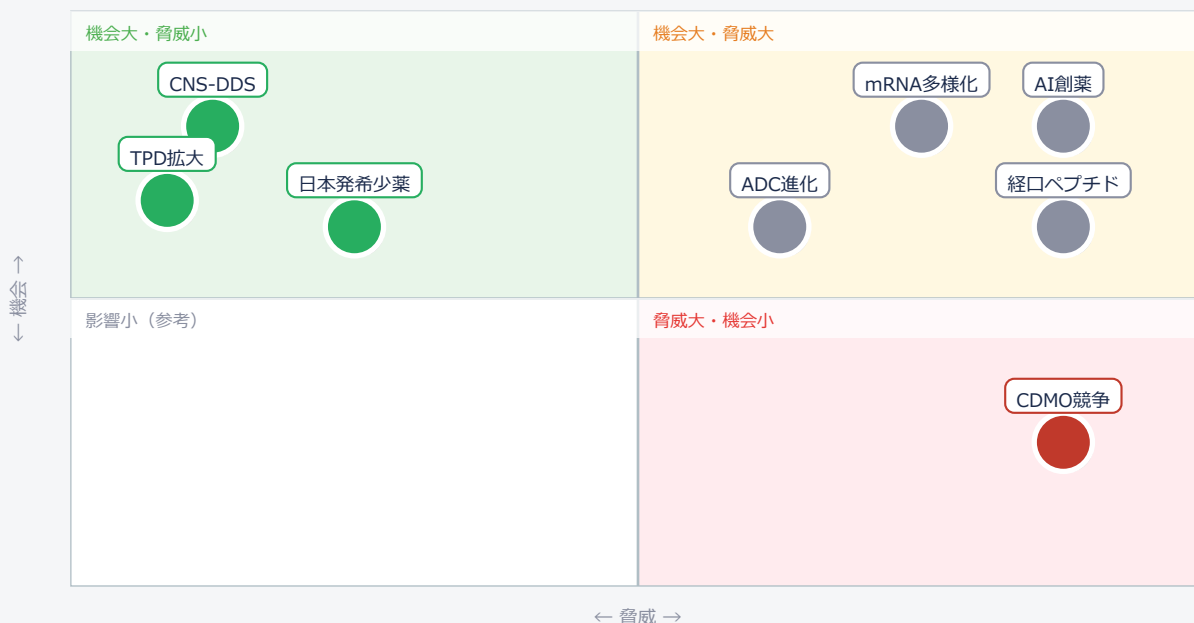 機会大・脅威小
機会大・脅威大
CNS-DDS
mRNA多様化
AI創薬
TPD拡大
日本発希少薬
ADC進化
経口ペプチド
← 機会 →
影響小（参考）
脅威大・機会小
CDMO競争
← 脅威 →